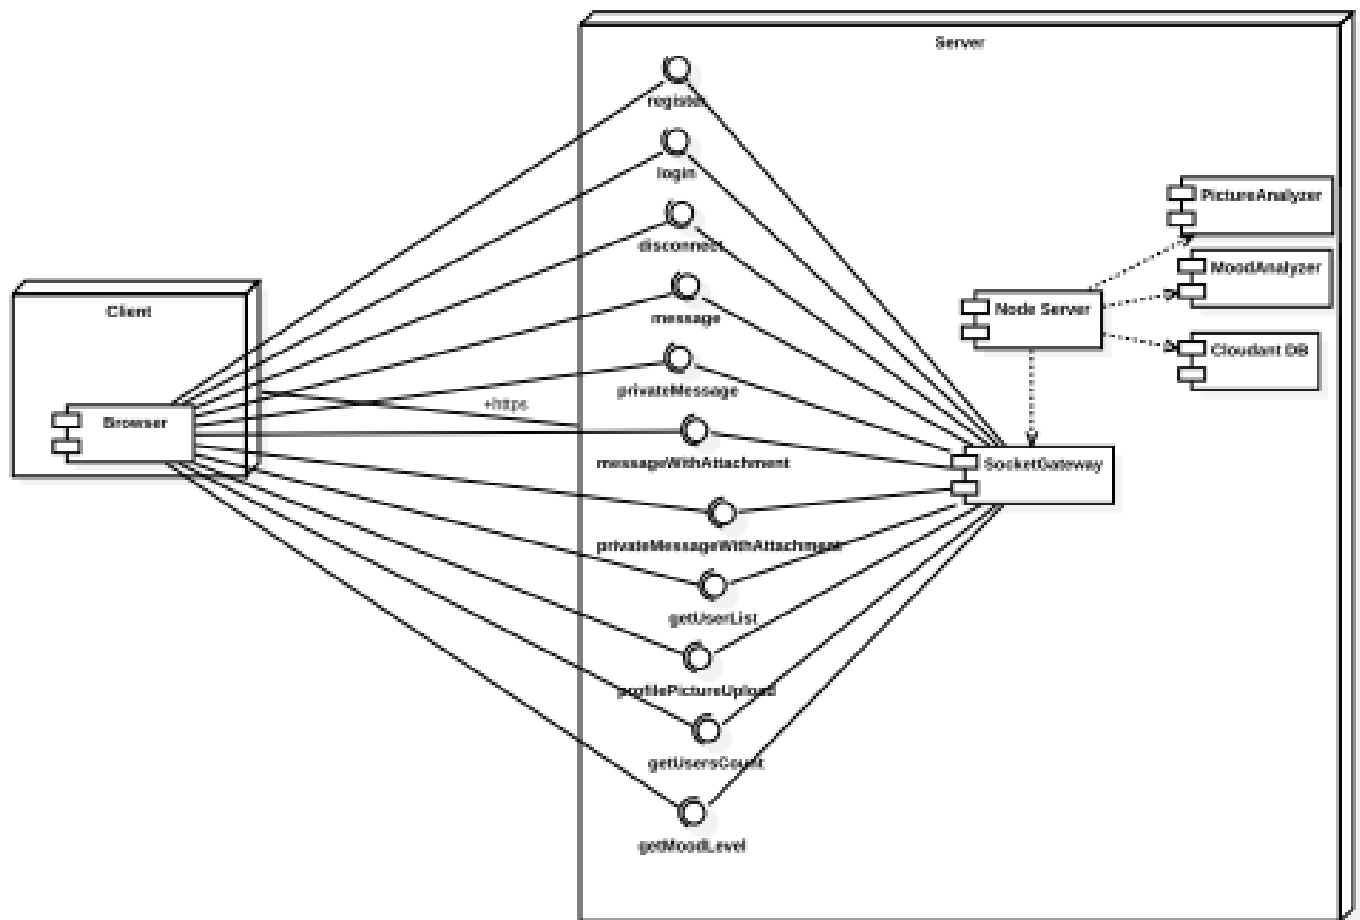 Server
register
login
disconnect
PictureAnalyzer
MoodAnalyzer
Client
message
Node Server
Cloudant DB
privateMessage
+https
Browser
messageWithAttachment
SocketGateway
privateMessageWithAttachment
getUserList
profilePictureUpload
getUsersCount
getMoodLevel